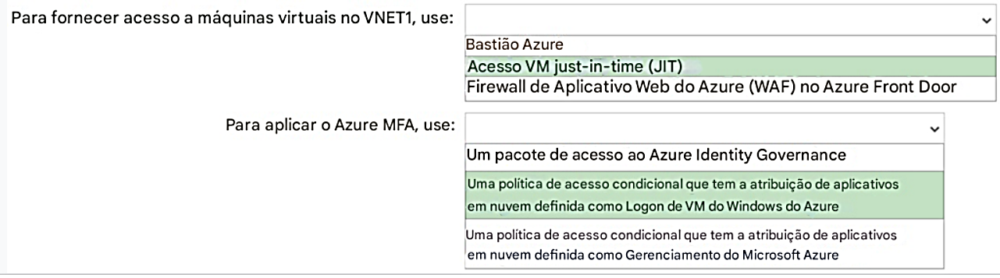 Para fornecer acesso a máquinas virtuais no VNET1, use:
Bastião Azure
Acesso VM just-in-time (JIT)
Firewall de Aplicativo Web do Azure (WAF) no Azure Front Door
Para aplicar o Azure MFA, use:
Um pacote de acesso ao Azure Identity Governance
Uma política de acesso condicional que tem a atribuição de aplicativos
em nuvem definida como Logon de VM do Windows do Azure
Uma política de acesso condicional que tem a atribuição de aplicativos
em nuvem definida como Gerenciamento do Microsoft Azure